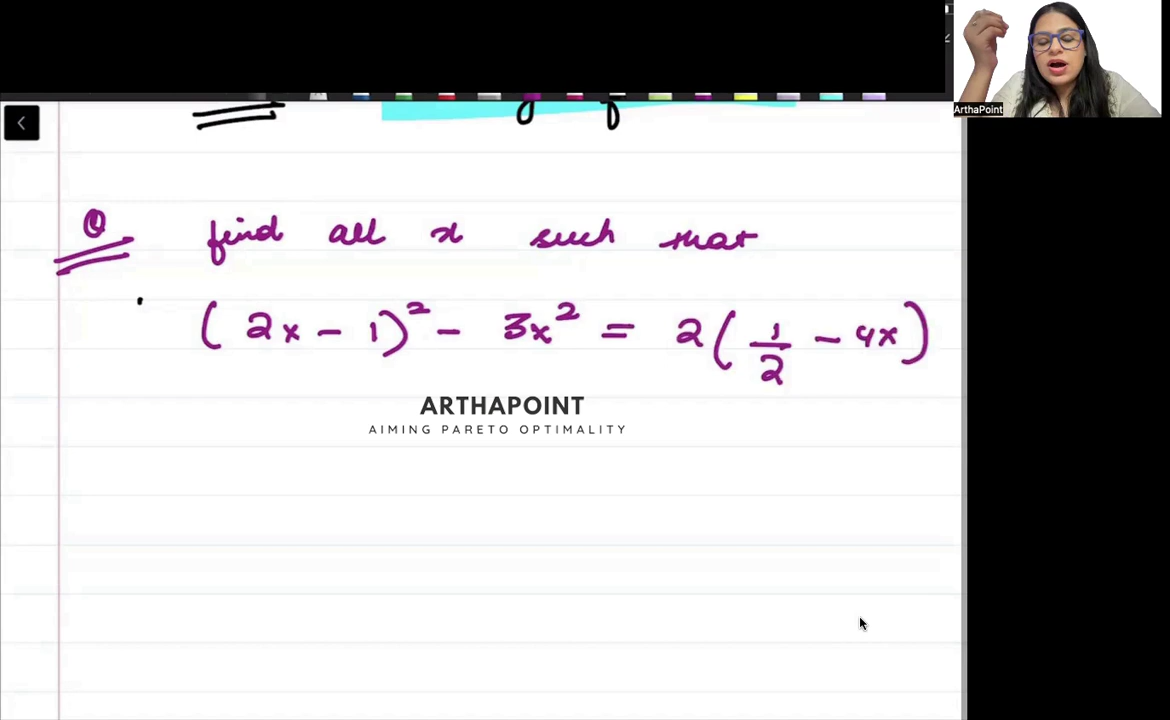 ArthaPoint
Q find all x such that
(2x - 1)² - 3x² = 2(1/2 - 4x)
ARTHAPOINT
AIMING PARETO OPTIMALITY